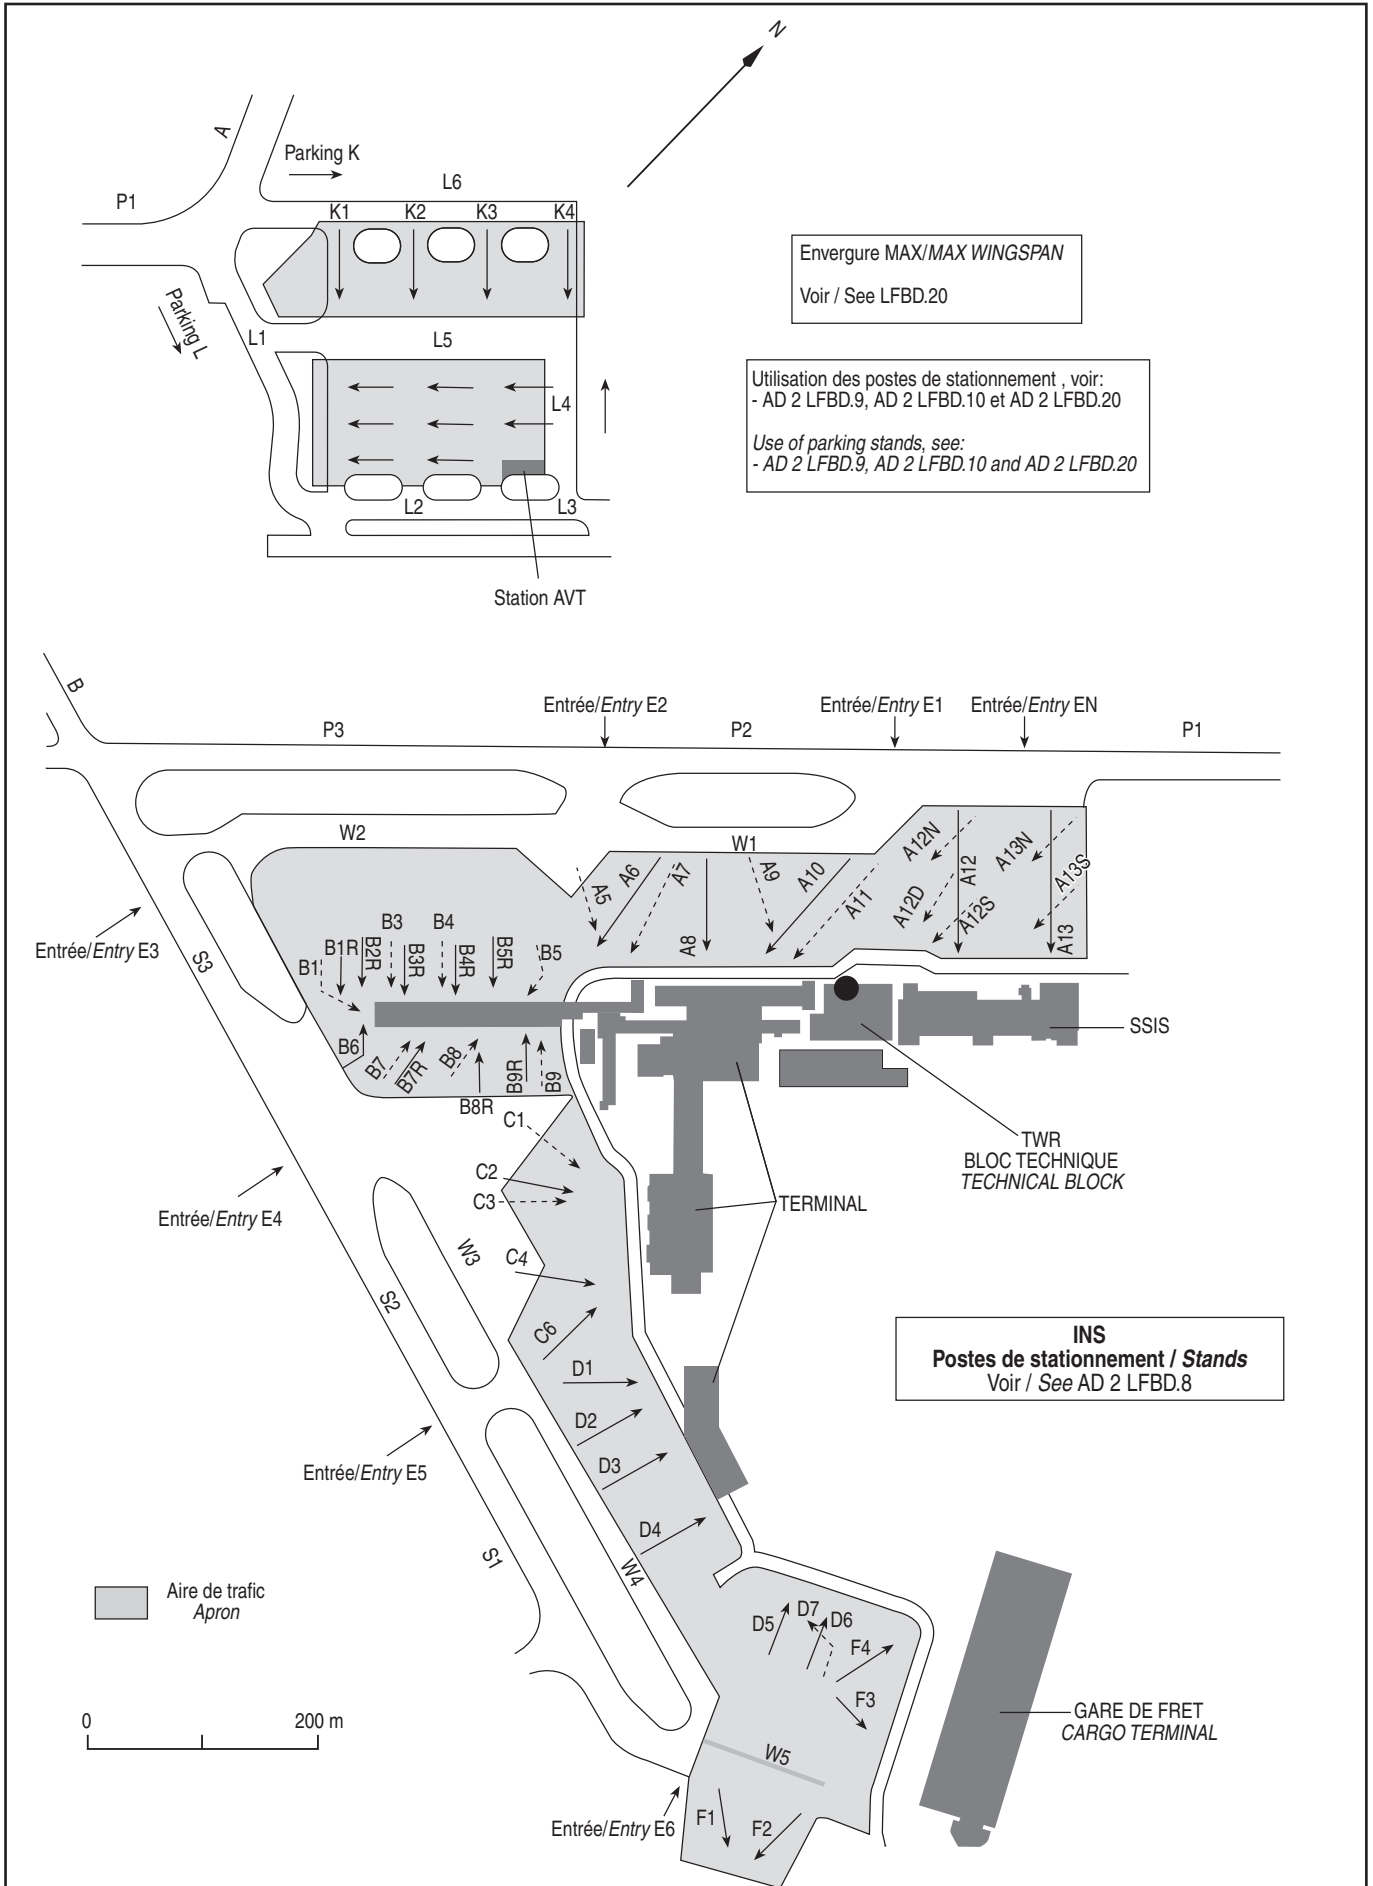 N
A
Parking K
P1
L6
K1 K2 K3 K4
Envergure MAX/MAX WINGSPAN
Voir / See LFBD.20
Parking L
L1
L5
Utilisation des postes de stationnement , voir:
- AD 2 LFBD.9, AD 2 LFBD.10 et AD 2 LFBD.20
Use of parking stands, see:
- AD 2 LFBD.9, AD 2 LFBD.10 and AD 2 LFBD.20
L4
L2
L3
Station AVT
B
Entrée/Entry E2
Entrée/Entry E1
Entrée/Entry EN
P3
P2
P1
W2
W1
A5
A6
A7
A8
A9
A10
A11
A12N
A12D
A12
A12S
A13N
A13S
A13
Entrée/Entry E3
S3
B1
B1R
B2R
B3
B3R
B4
B4R
B5R
B5
B6
B7
B7R
B8
B8R
B9R
B9
SSIS
C1
C2
C3
TWR
BLOC TECHNIQUE
TECHNICAL BLOCK
TERMINAL
Entrée/Entry E4
W3
C4
S2
C6
INS
Postes de stationnement / Stands
Voir / See AD 2 LFBD.8
D1
D2
D3
Entrée/Entry E5
D4
S1
W4
Aire de trafic
Apron
D5
D7
D6
F4
F3
0 200 m
GARE DE FRET
CARGO TERMINAL
W5
Entrée/Entry E6
F1
F2